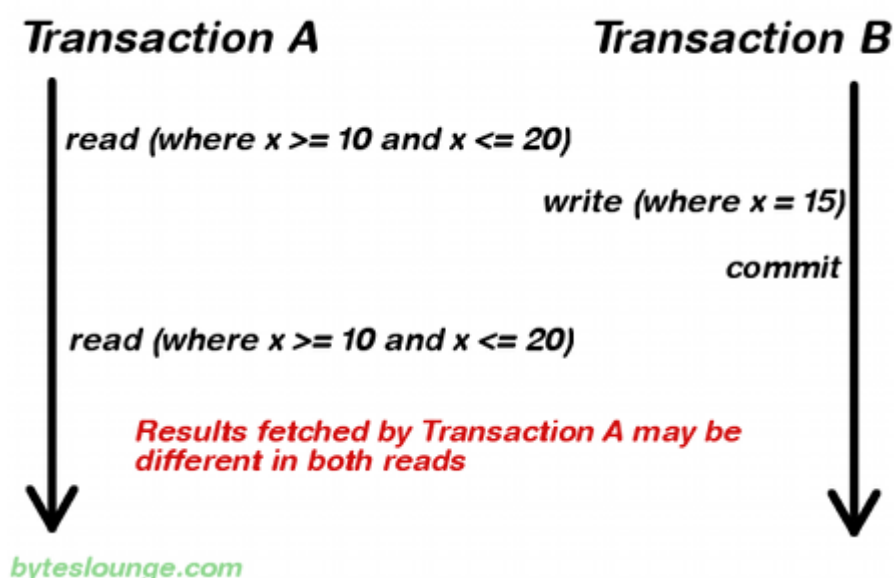 Transaction A
Transaction B
read (where x >= 10 and x <= 20)
write (where x = 15)
commit
read (where x >= 10 and x <= 20)
Results fetched by Transaction A may be
different in both reads
byteslounge.com